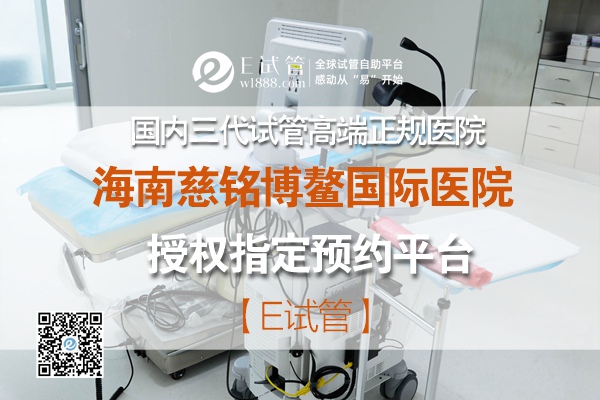 E试管 全球试管自助平台
wl888.com 感动从“易”开始
国内三代试管高端正规医院
海南慈铭博鳌国际医院
授权指定预约平台
【E试管】